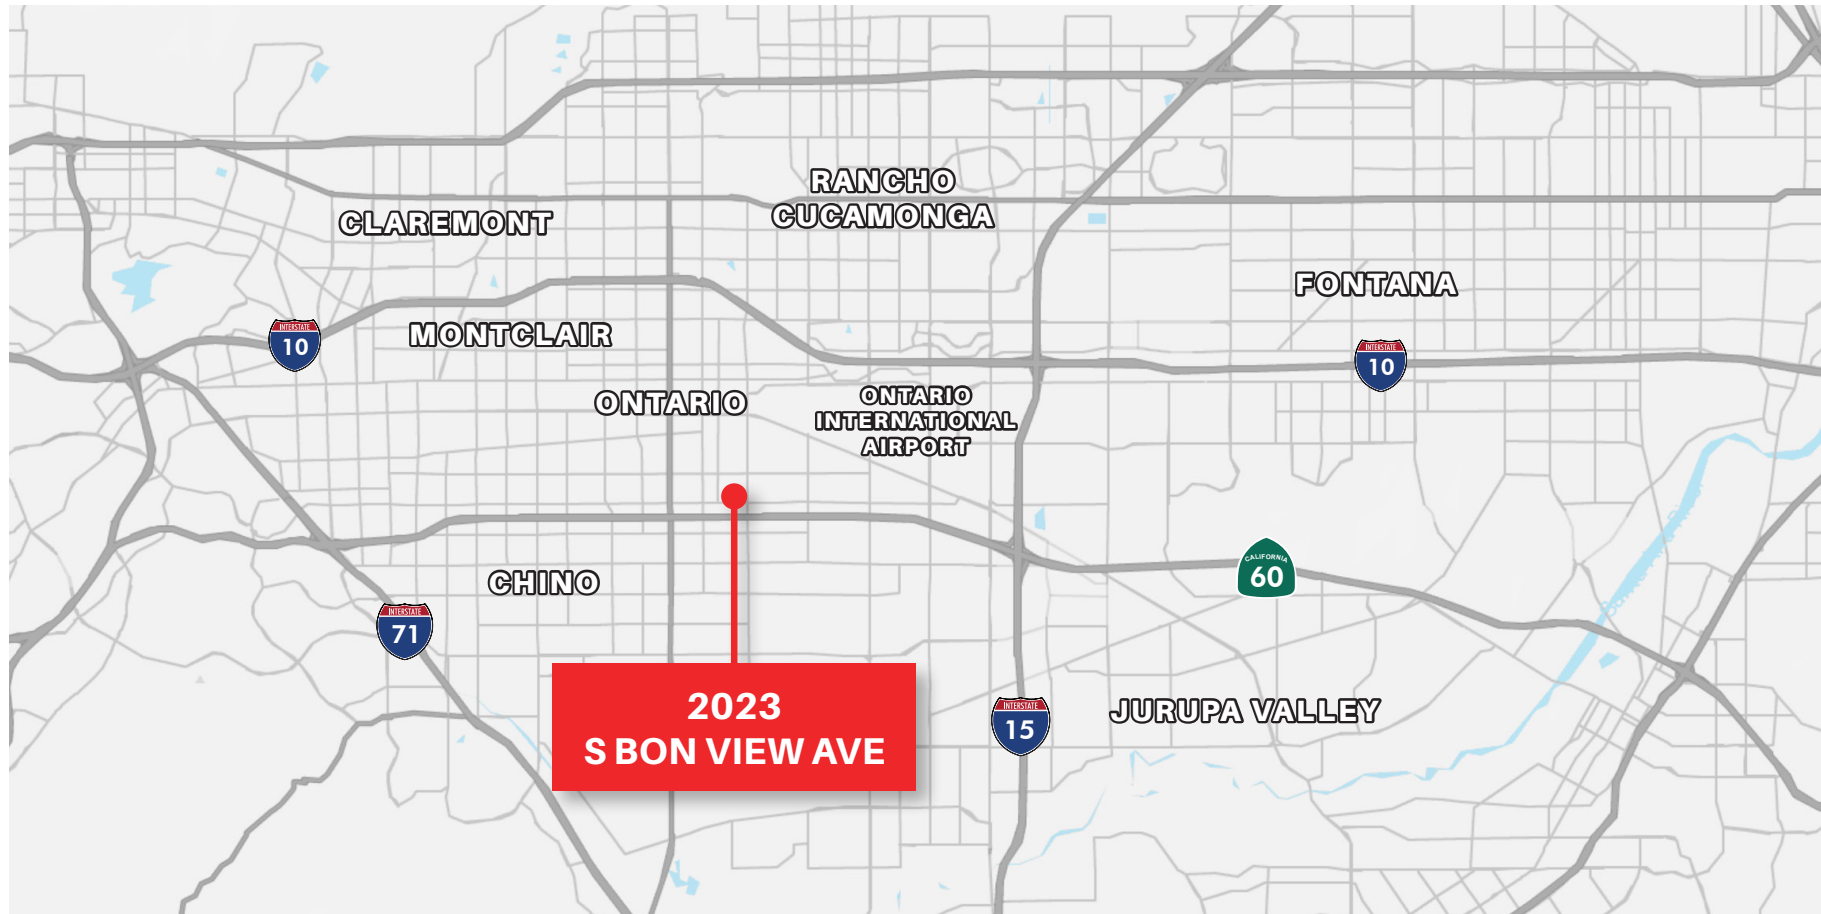 RANCHO
CUCAMONGA
CLAREMONT
FONTANA
INTERSTATE
10
MONTCLAIR
INTERSTATE
10
ONTARIO
ONTARIO
INTERNATIONAL
AIRPORT
CALIFORNIA
60
CHINO
INTERSTATE
71
2023
S BON VIEW AVE
INTERSTATE
15
JURUPA VALLEY